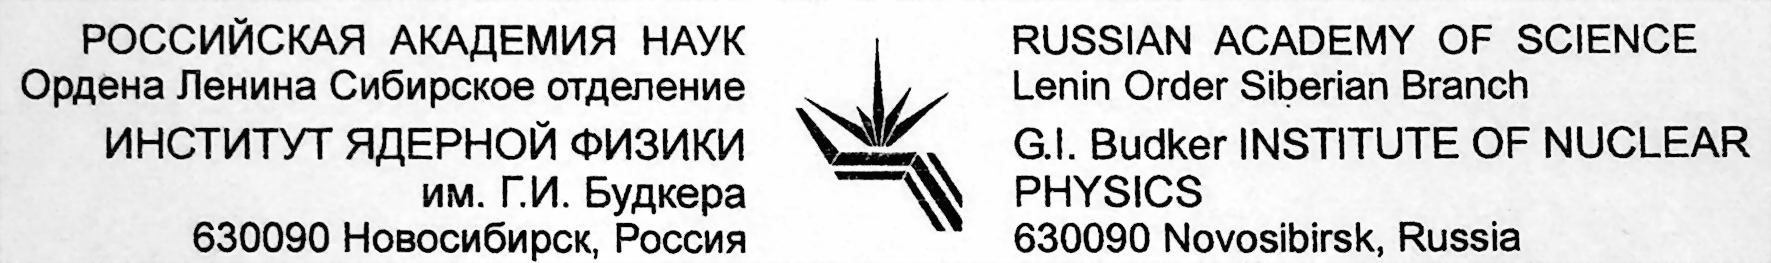 РОССИЙСКАЯ АКАДЕМИЯ НАУК
Ордена Ленина Сибирское отделение
ИНСТИТУТ ЯДЕРНОЙ ФИЗИКИ
им. Г.И. Будкера
630090 Новосибирск, Россия
RUSSIAN ACADEMY OF SCIENCE
Lenin Order Siberian Branch
G.I. Budker INSTITUTE OF NUCLEAR
PHYSICS
630090 Novosibirsk, Russia